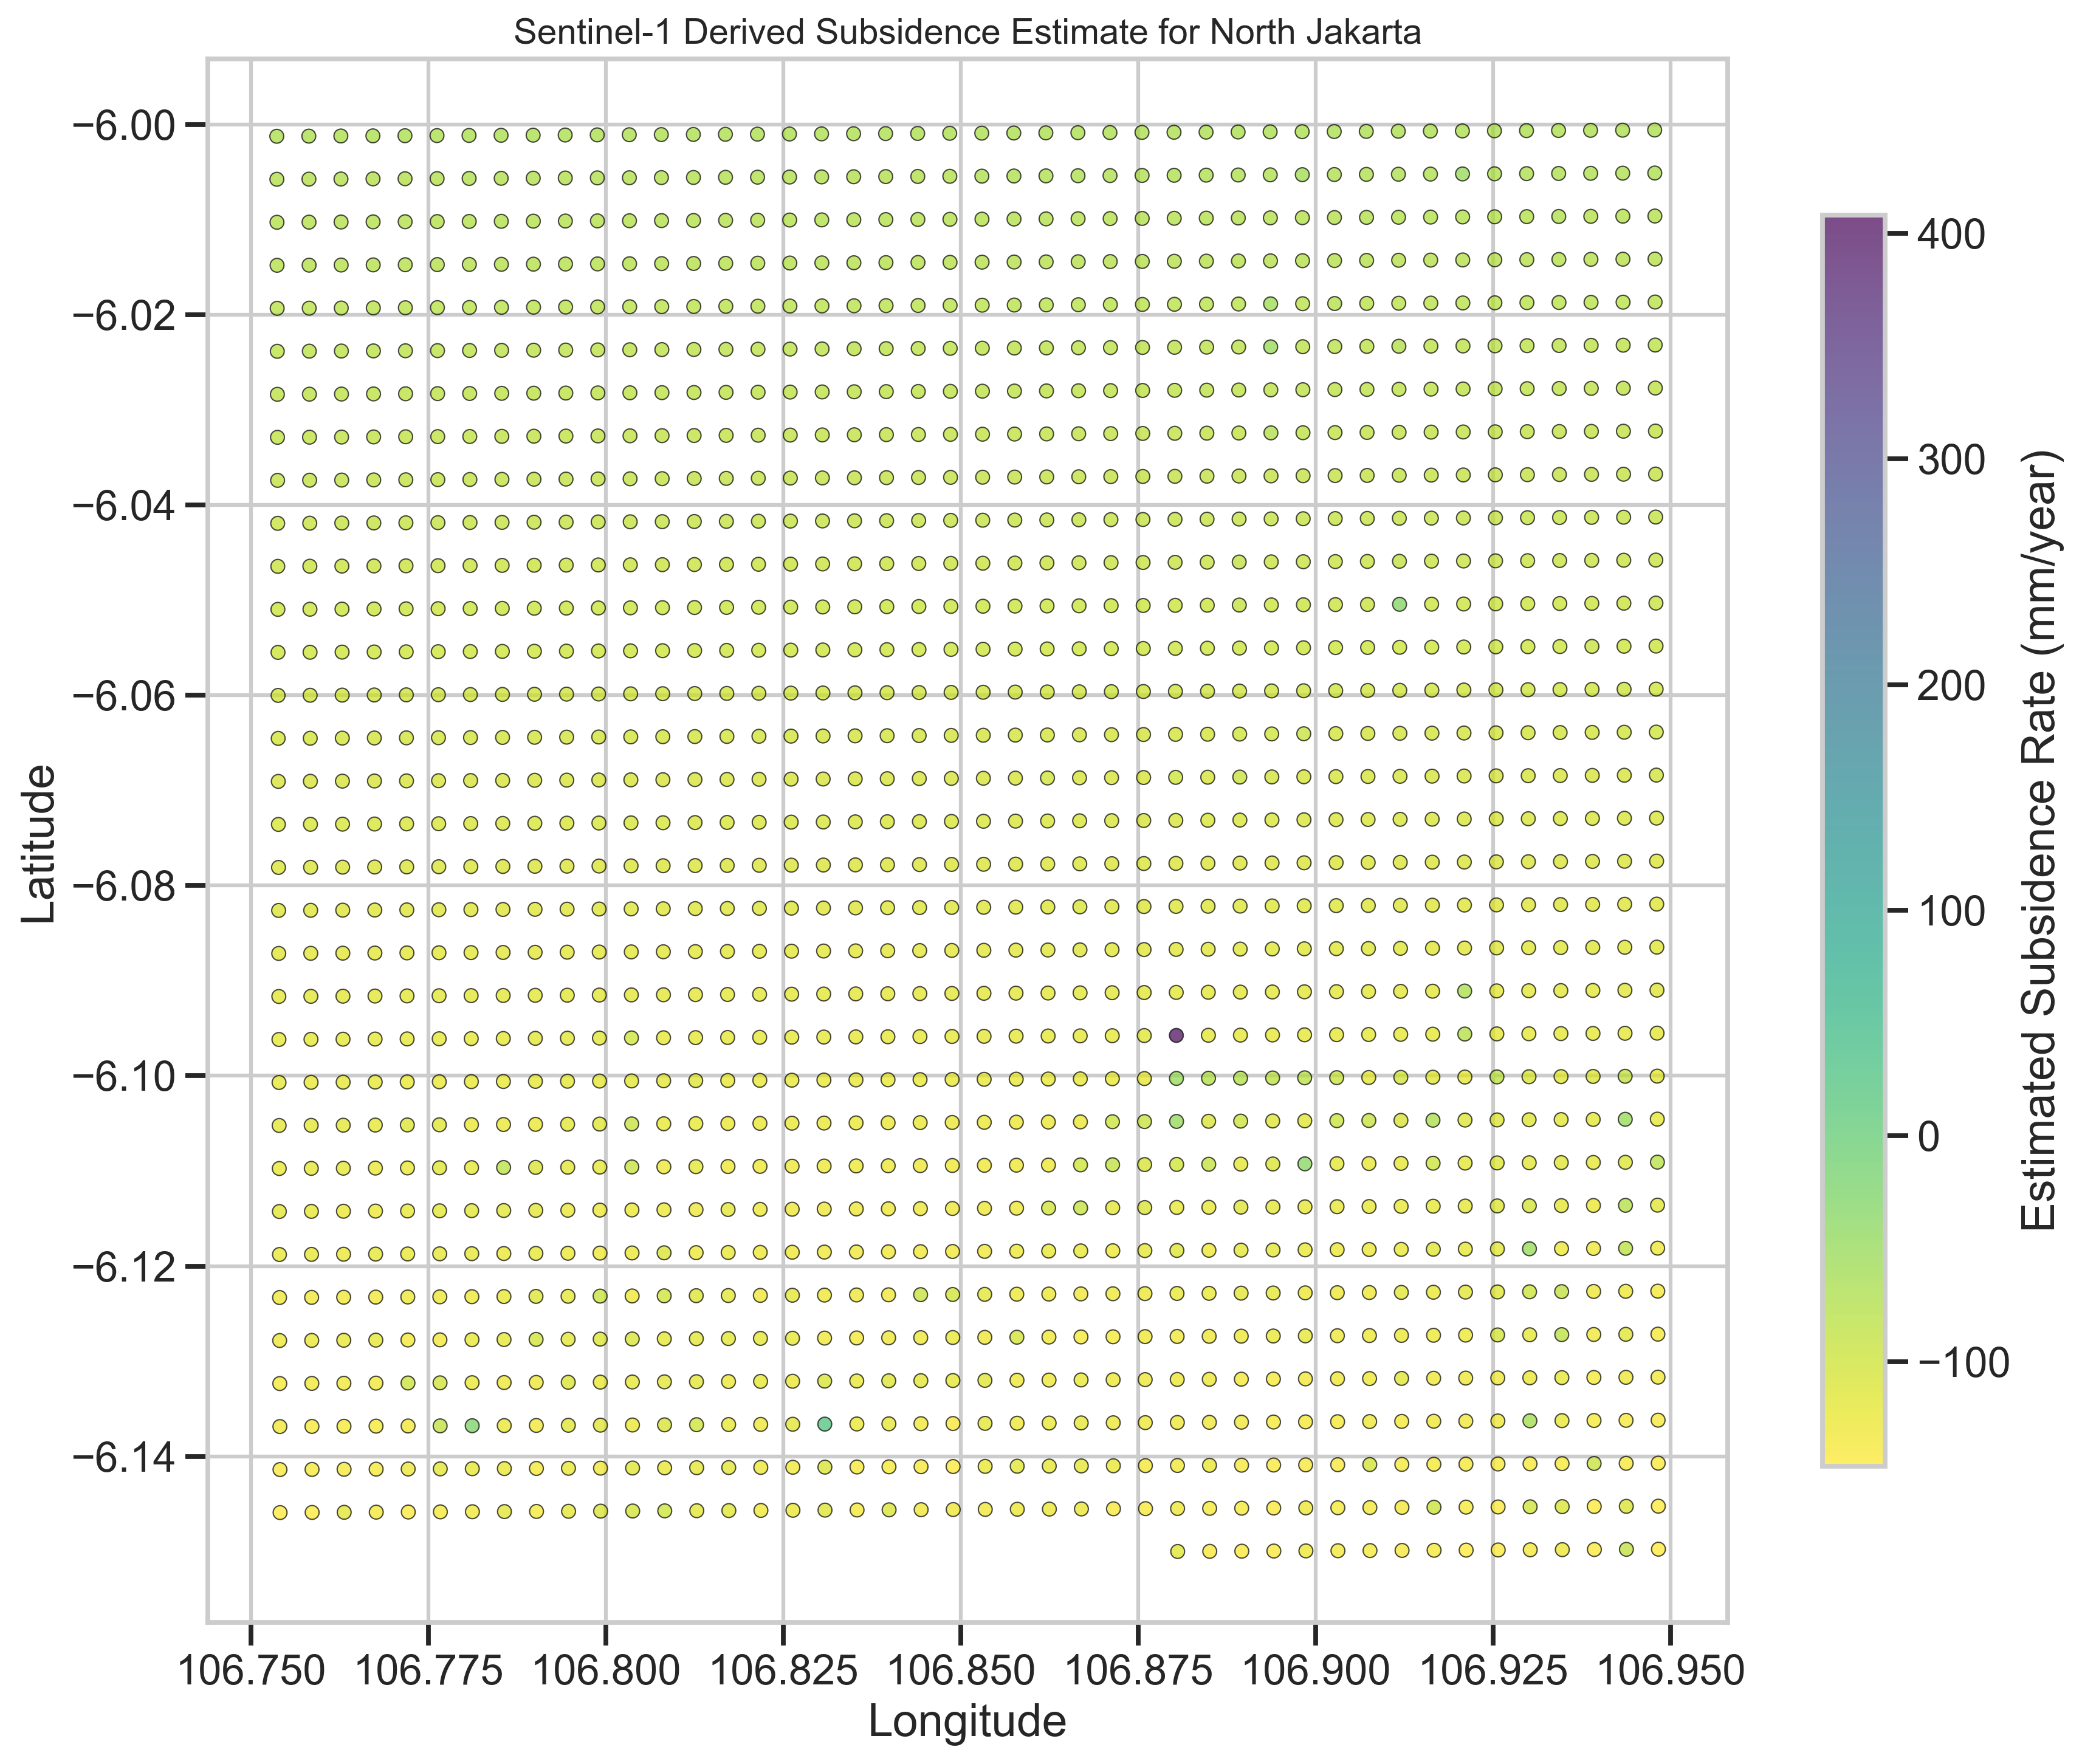 Sentinel-1 Derived Subsidence Estimate for North Jakarta
−6.00
−6.02
−6.04
−6.06
−6.08
−6.10
−6.12
−6.14
Latitude
106.750 106.775 106.800 106.825 106.850 106.875 106.900 106.925 106.950
Longitude
400
300
200
100
0
−100
Estimated Subsidence Rate (mm/year)